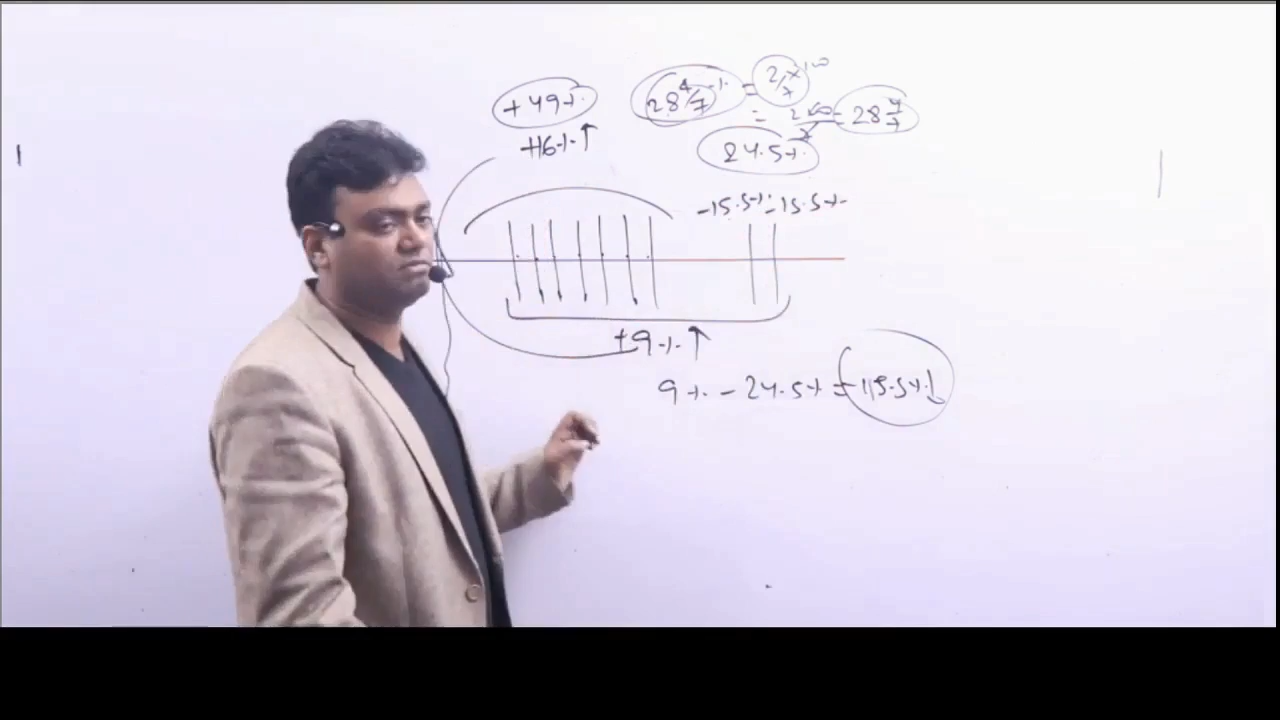 +49%
28 4/7 % = 2/7 × 100
= 200/7 = 28 4/7
+16% ↑
24.5%
-15.5% -15.5%
+9% ↑
9% - 24.5% = -15.5% ↓